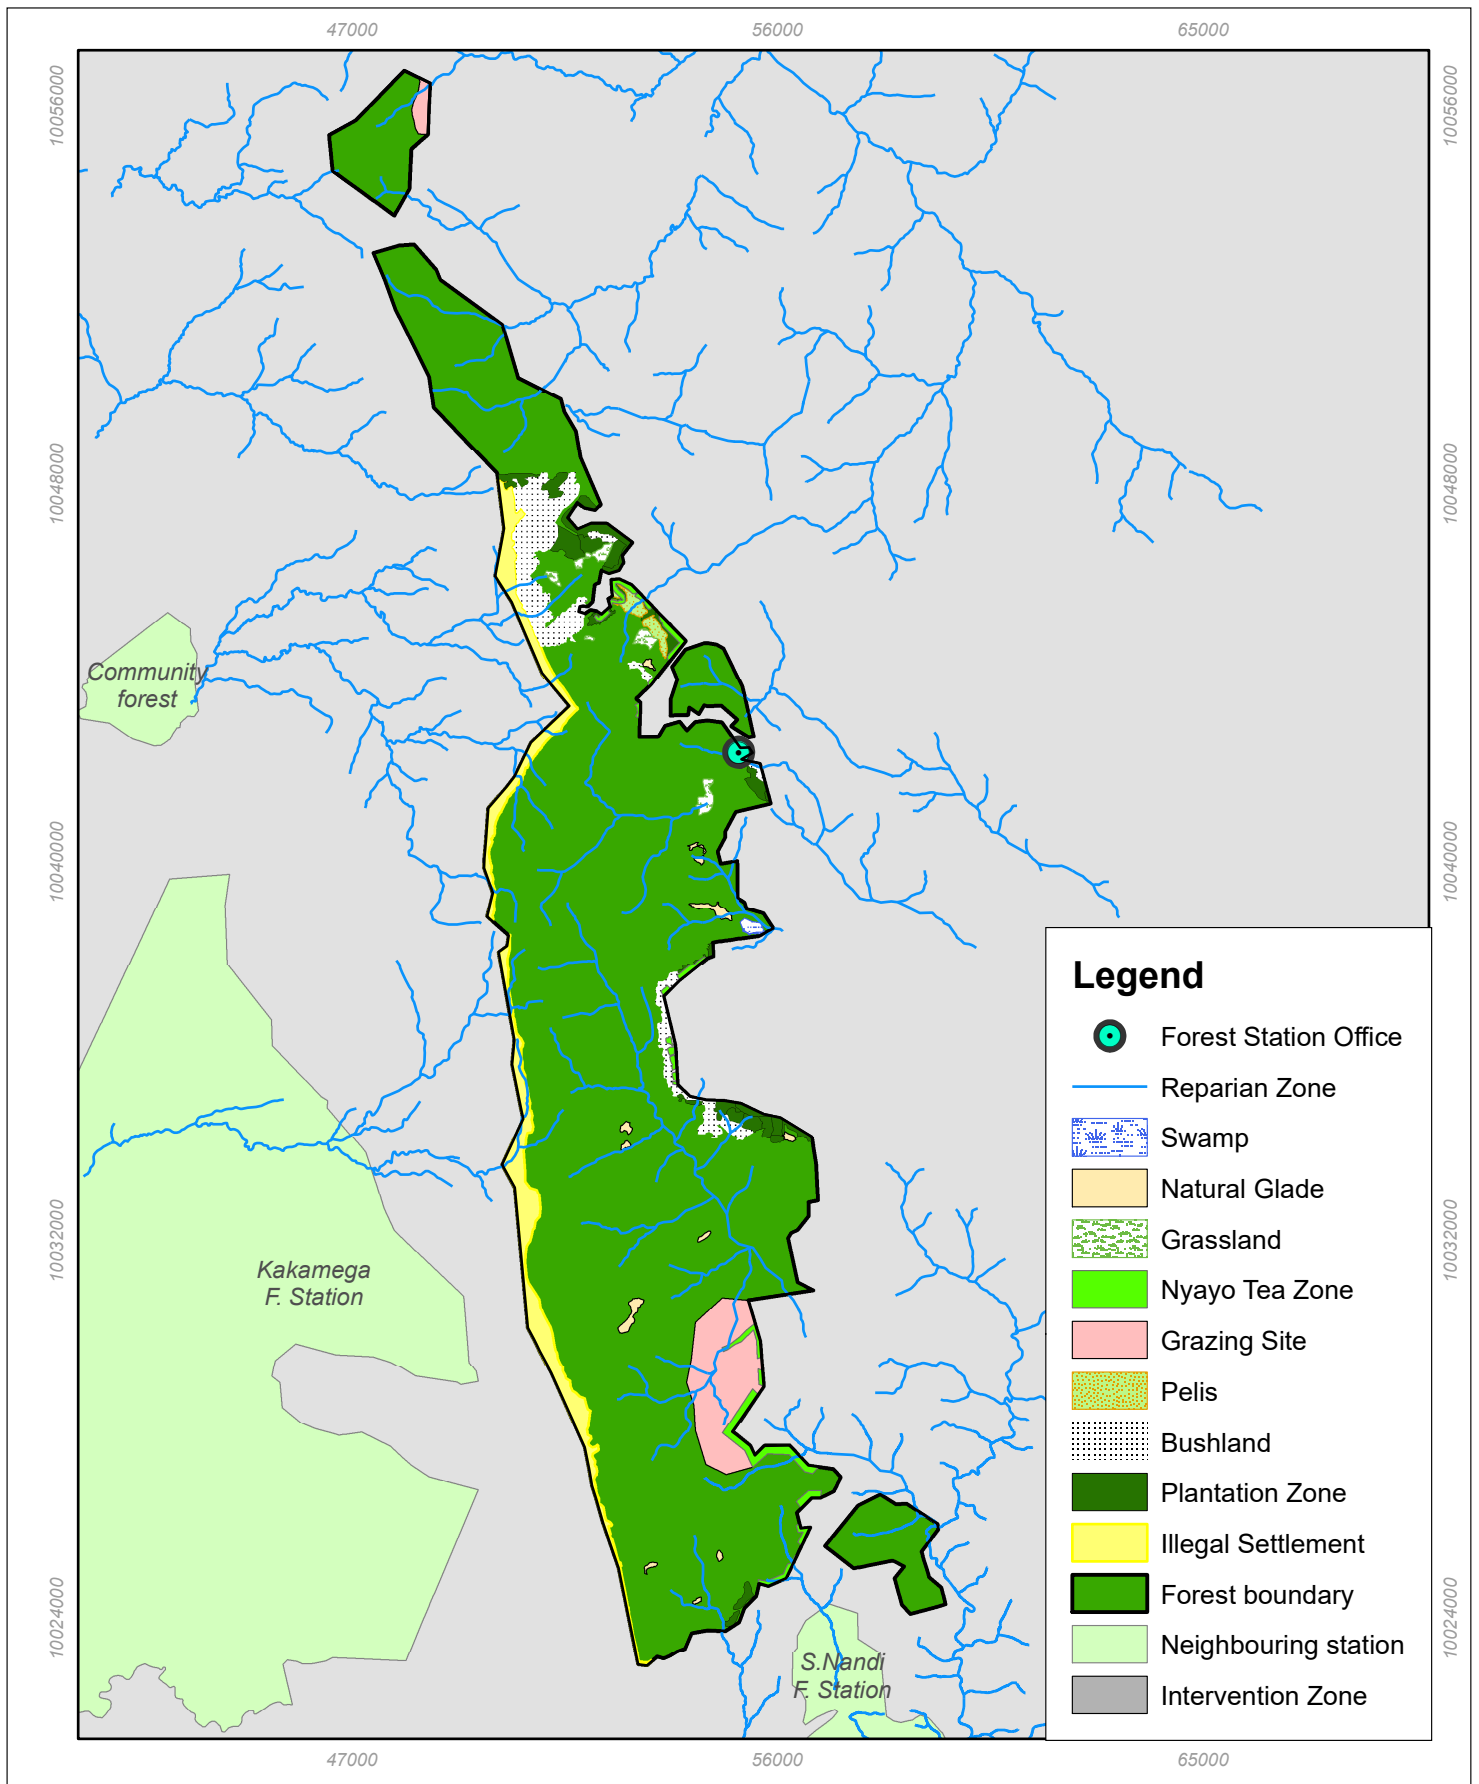 47000
56000
65000
10056000
10056000
10048000
10048000
Community
forest
10040000
10040000
Kakamega
F. Station
10032000
10032000
Legend
Forest Station Office
Reparian Zone
Swamp
Natural Glade
Grassland
Nyayo Tea Zone
Grazing Site
Pelis
Bushland
Plantation Zone
Illegal Settlement
Forest boundary
Neighbouring station
Intervention Zone
10024000
10024000
S.Nandi
F. Station
47000
56000
65000